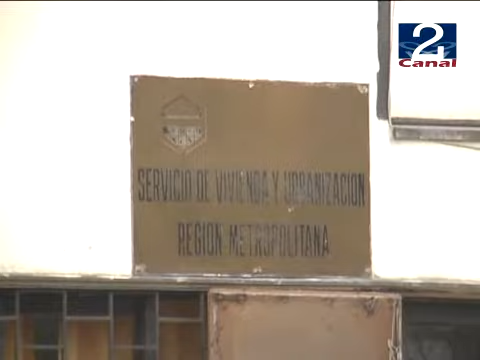 2
Canal
SERVICIO DE VIVIENDA Y URBANIZACION
REGION METROPOLITANA